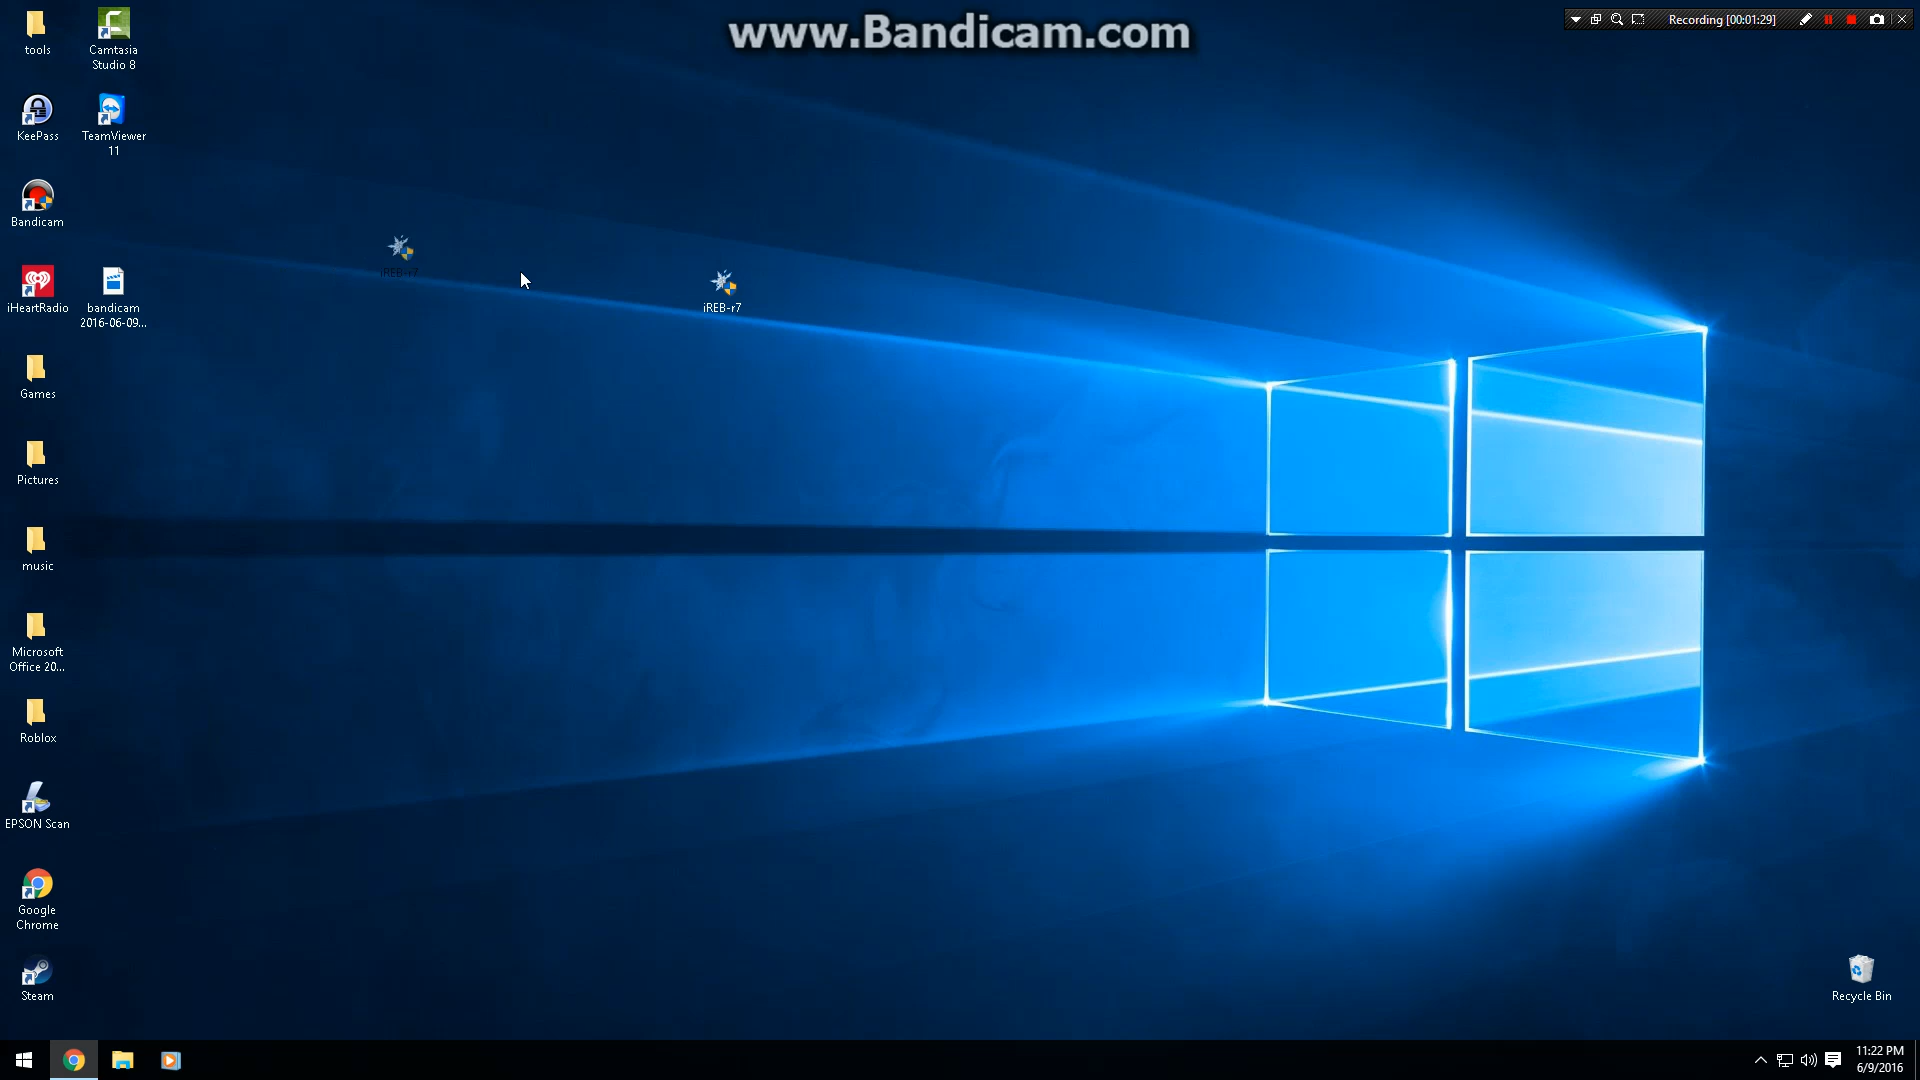 www.Bandicam.com
Recording [00:01:29]
tools
Camtasia
Studio 8
KeePass
TeamViewer
11
Bandicam
iREB-r7
iREB-r7
iHeartRadio
bandicam
2016-06-09...
Games
Pictures
music
Microsoft
Office 20...
Roblox
EPSON Scan
Google
Chrome
Steam
Recycle Bin
11:22 PM
6/9/2016